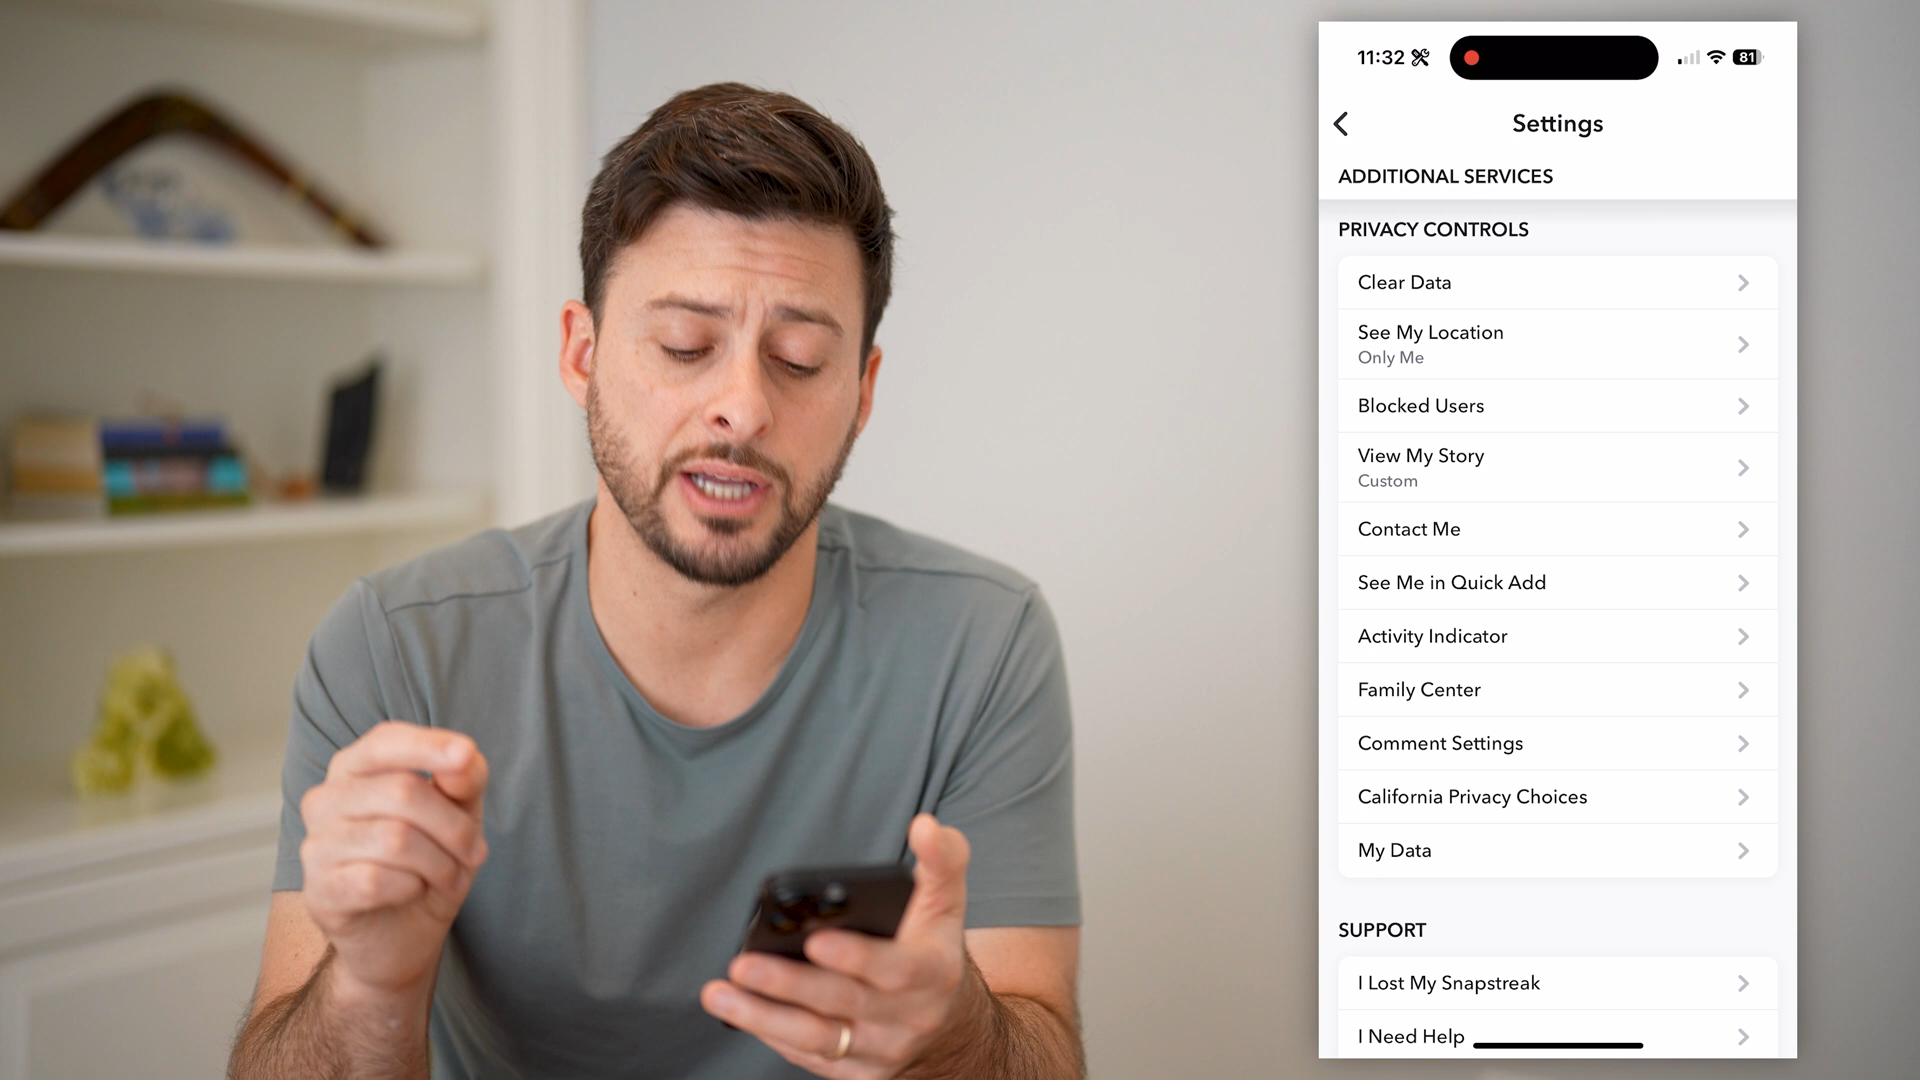 11:32
81
Settings
ADDITIONAL SERVICES
PRIVACY CONTROLS
Clear Data
See My Location
Only Me
Blocked Users
View My Story
Custom
Contact Me
See Me in Quick Add
Activity Indicator
Family Center
Comment Settings
California Privacy Choices
My Data
SUPPORT
I Lost My Snapstreak
I Need Help